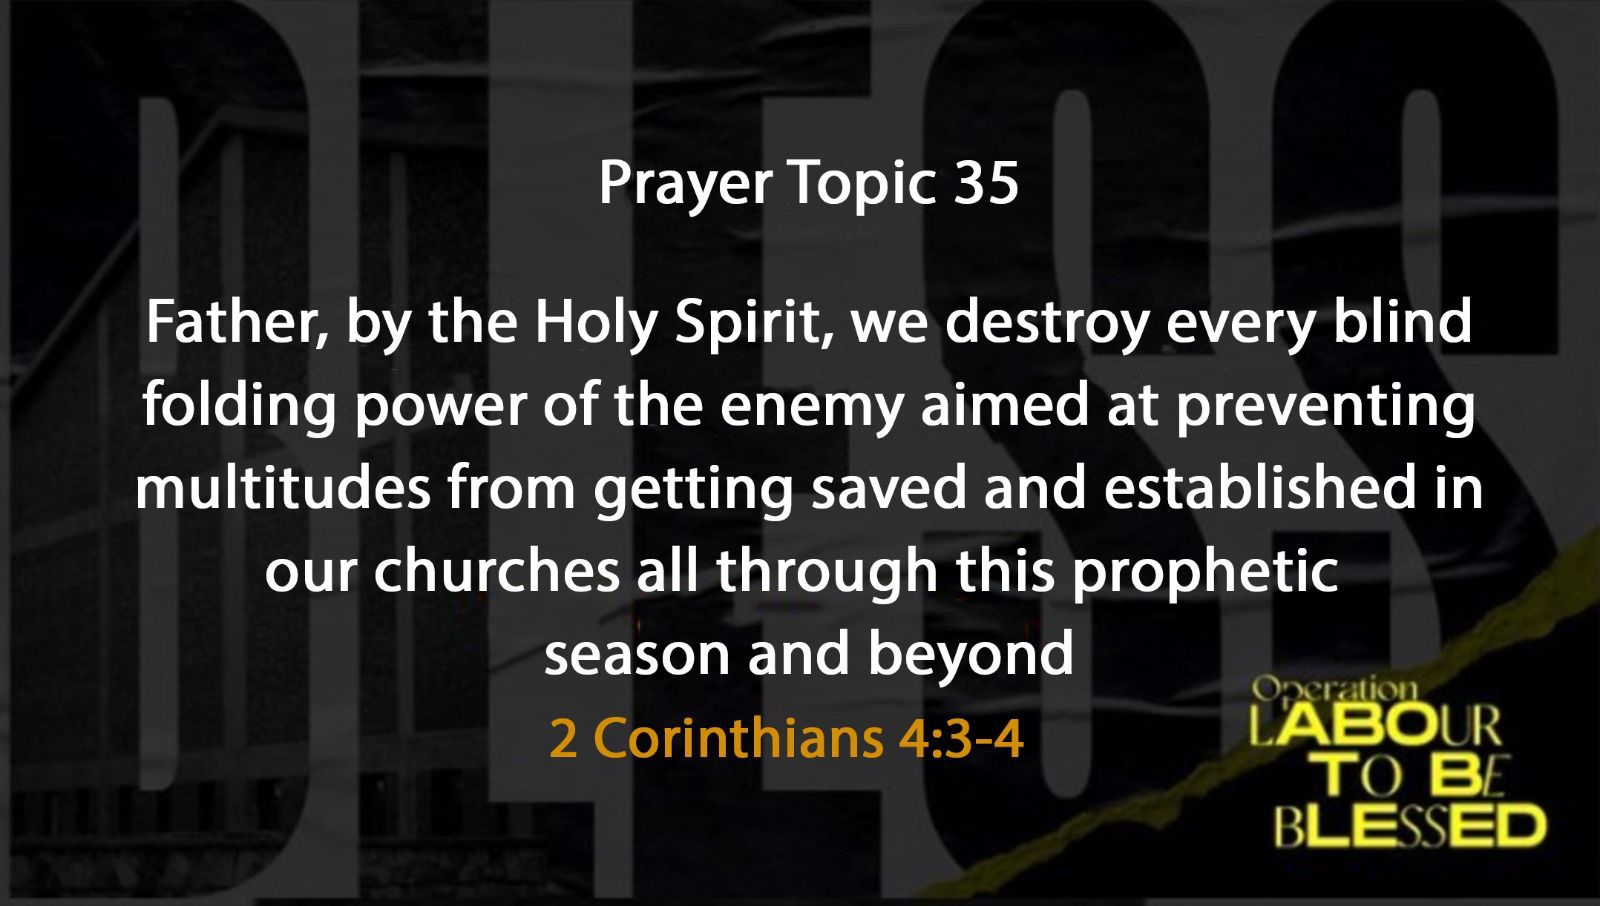 Prayer Topic 35
Father, by the Holy Spirit, we destroy every blind
folding power of the enemy aimed at preventing
multitudes from getting saved and established in
our churches all through this prophetic
season and beyond
2 Corinthians 4:3-4
Operation
LABOUR
TO BE
BLESSED